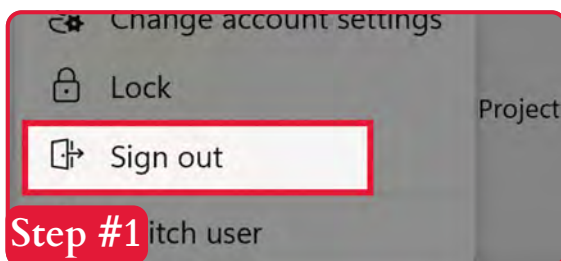 Change account settings
Lock
Project
Sign out
Step #1 itch user